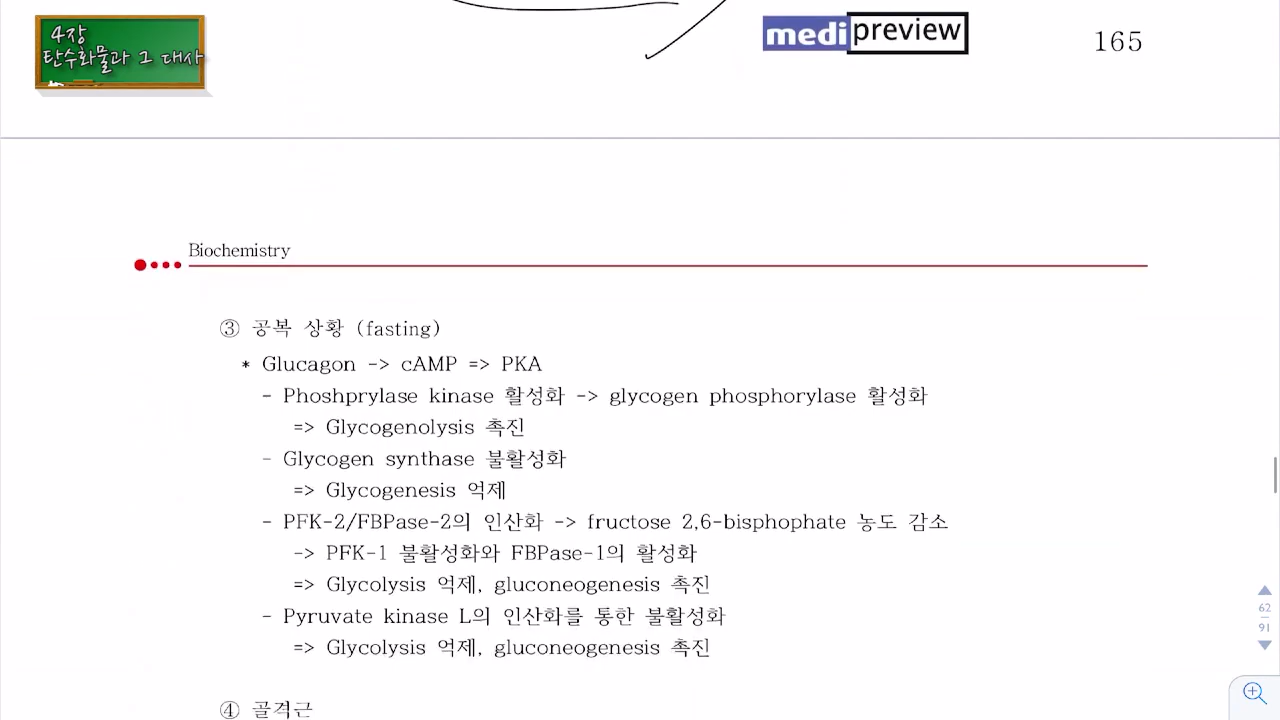 4장
탄수화물과 그 대사
medi preview
165
Biochemistry
③ 공복 상황 (fasting)
* Glucagon -> cAMP => PKA
- Phoshprylase kinase 활성화 -> glycogen phosphorylase 활성화
=> Glycogenolysis 촉진
- Glycogen synthase 불활성화
=> Glycogenesis 억제
- PFK-2/FBPase-2의 인산화 -> fructose 2,6-bisphophate 농도 감소
-> PFK-1 불활성화와 FBPase-1의 활성화
=> Glycolysis 억제, gluconeogenesis 촉진
- Pyruvate kinase L의 인산화를 통한 불활성화
=> Glycolysis 억제, gluconeogenesis 촉진
④ 골격근
62
91